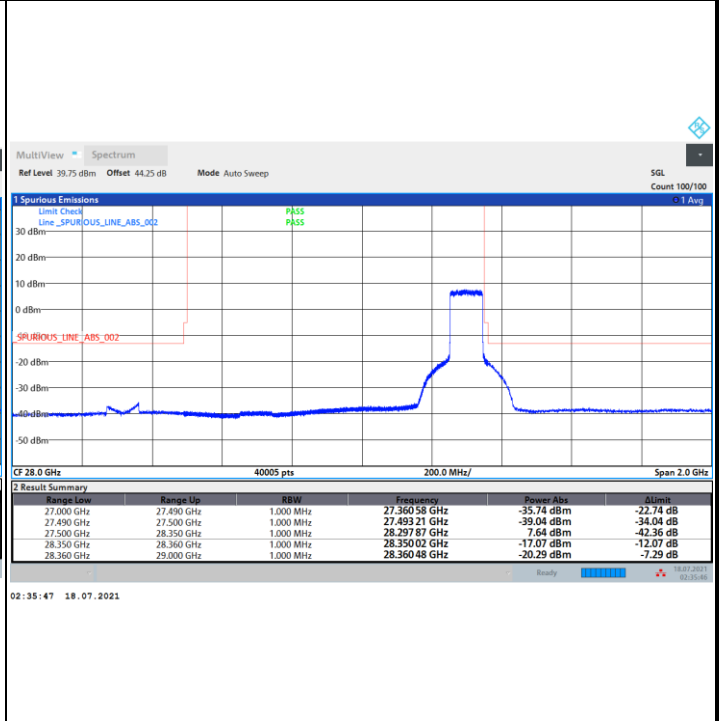 MultiView Spectrum
Ref Level 39.75 dBm Offset 44.25 dB Mode Auto Sweep SGL
Count 100/100
1 Spurious Emissions 1 Avg
Limit Check PASS
Line _SPURIOUS_LINE_ABS_002 PASS
30 dBm
20 dBm
10 dBm
0 dBm
_SPURIOUS_LINE_ABS_002
-20 dBm
-30 dBm
-40 dBm
-50 dBm
CF 28.0 GHz 40005 pts 200.0 MHz/ Span 2.0 GHz
2 Result Summary
Range Low Range Up RBW Frequency Power Abs ΔLimit
27.000 GHz 27.490 GHz 1.000 MHz 27.360 58 GHz -35.74 dBm -22.74 dB
27.490 GHz 27.500 GHz 1.000 MHz 27.493 21 GHz -39.04 dBm -34.04 dB
27.500 GHz 28.350 GHz 1.000 MHz 28.297 87 GHz 7.64 dBm -42.36 dB
28.350 GHz 28.360 GHz 1.000 MHz 28.350 02 GHz -17.07 dBm -12.07 dB
28.360 GHz 29.000 GHz 1.000 MHz 28.360 48 GHz -20.29 dBm -7.29 dB
Ready 18.07.2021
02:35:48
02:35:47 18.07.2021